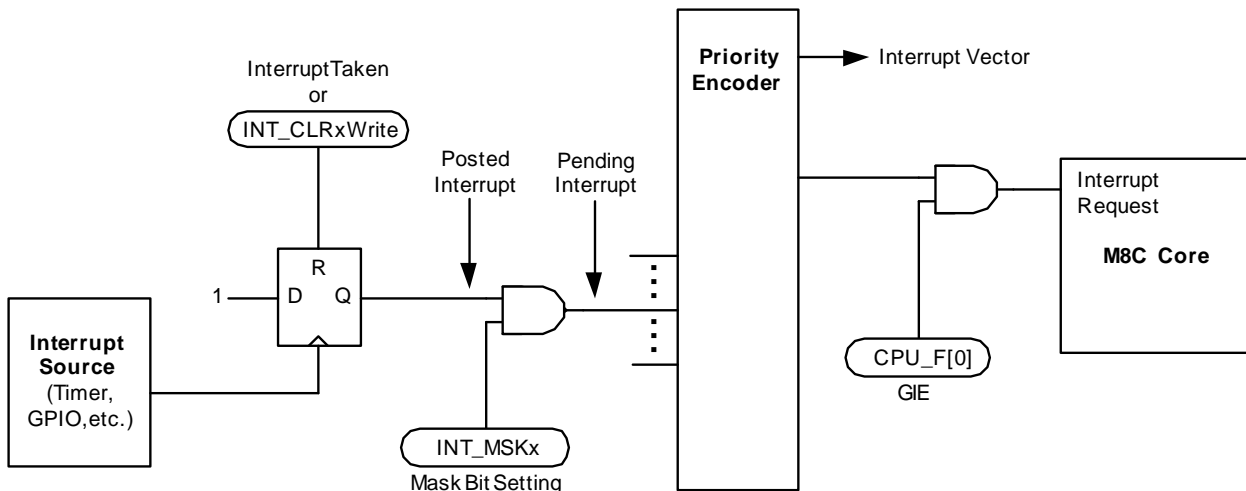 InterruptTaken
or
INT_CLRxWrite
Posted
Interrupt
Pending
Interrupt
Priority
Encoder
Interrupt Vector
Interrupt
Request
M8C Core
R
1
D
Q
Interrupt
Source
(Timer,
GPIO,etc.)
CPU_F[0]
GIE
INT_MSKx
Mask Bit Setting